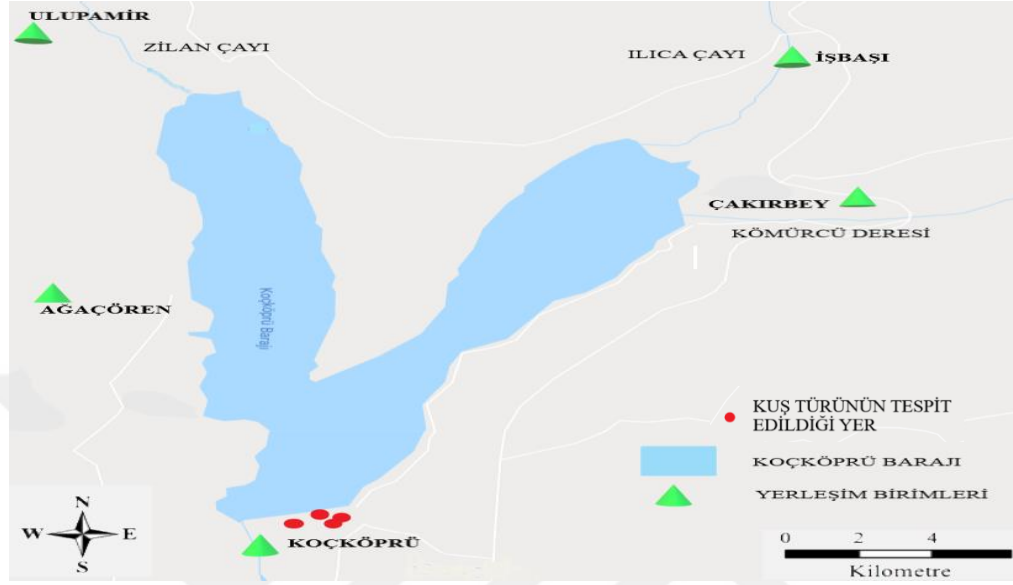 ULUPAMİR
ZİLAN ÇAYI
ILICA ÇAYI
İŞBAŞI
ÇAKIRBEY
KÖMÜRCÜ DERESİ
AĞAÇÖREN
Koçköprü Barajı
KUŞ TÜRÜNÜN TESPİT
EDİLDİĞİ YER
KOÇKÖPRÜ BARAJI
YERLEŞİM BİRİMLERİ
N
W E
S
KOÇKÖPRÜ
0 2 4
Kilometre